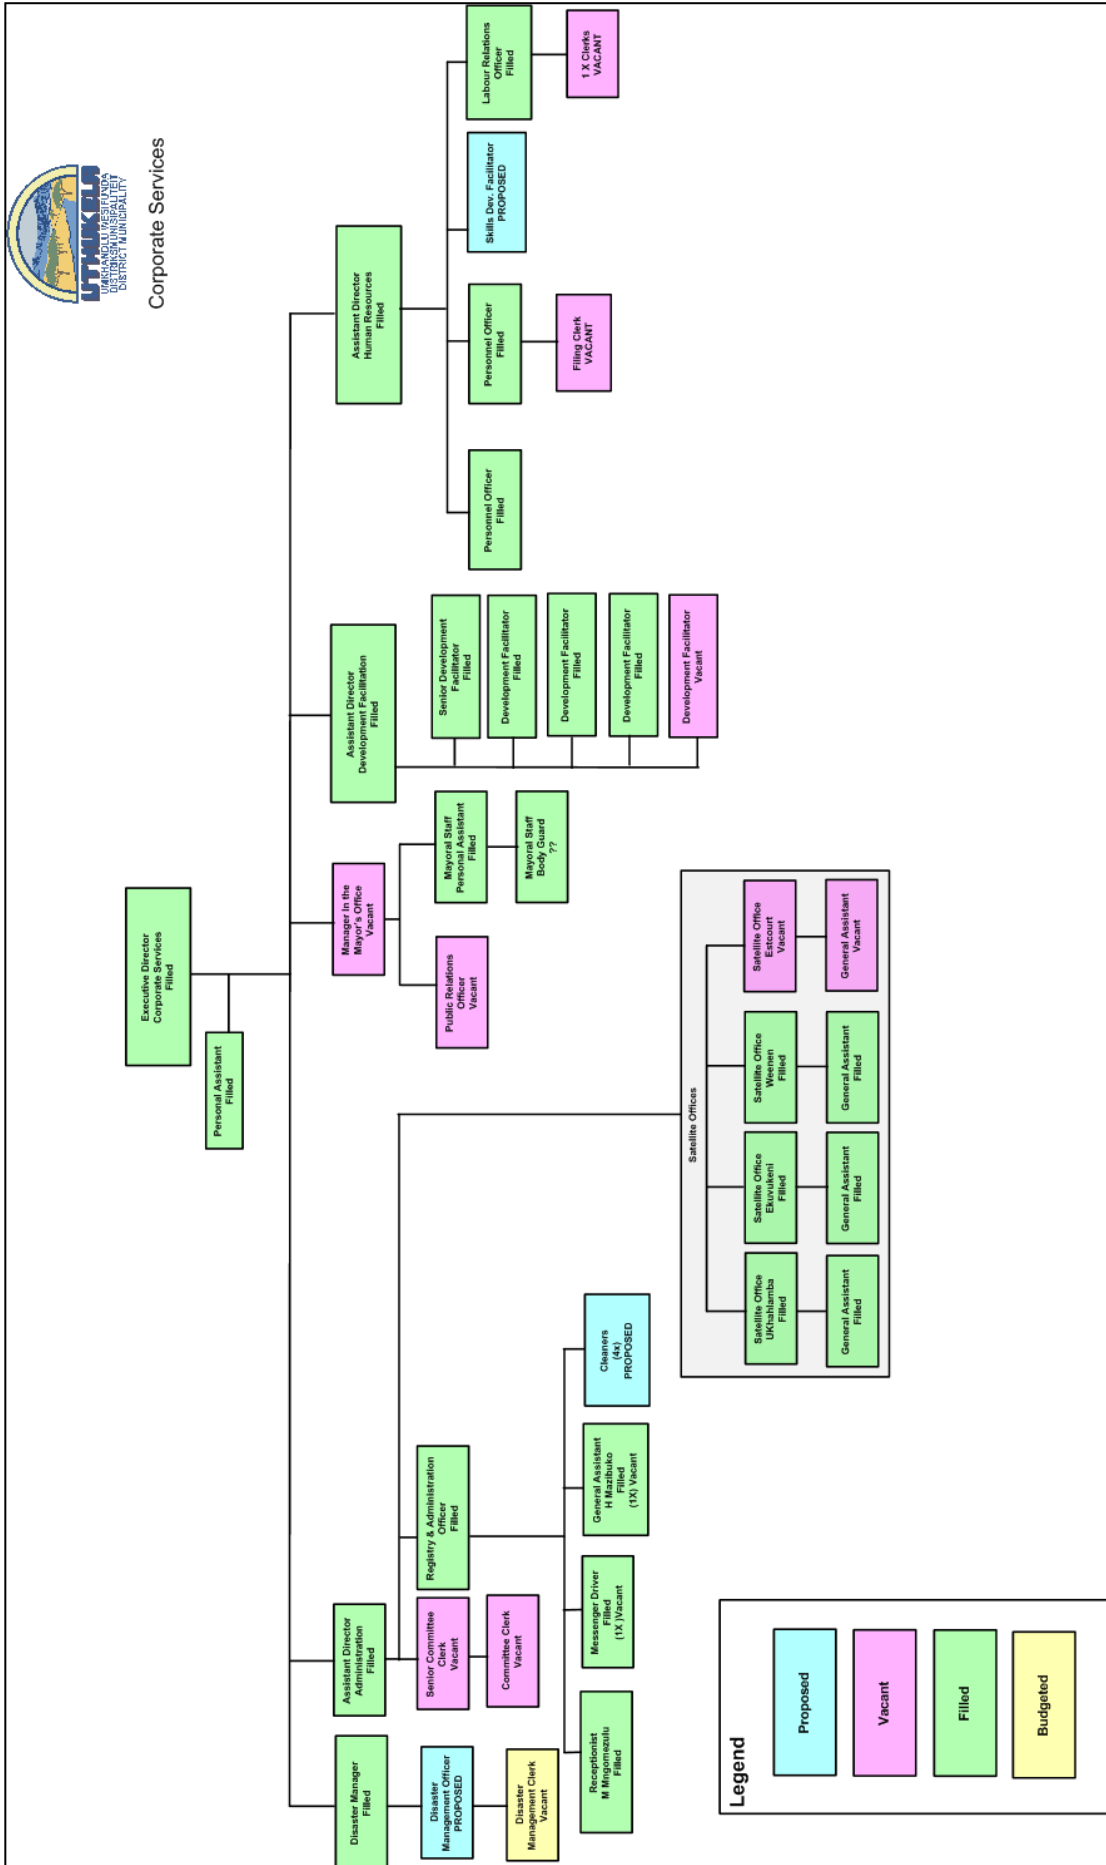 UTHUKELA
UMKHANDLU WESIFUNDA
DISTRIKSMUNISIPALITEIT
DISTRICT MUNICIPALITY
Corporate Services
Executive Director
Corporate Services
Filled
Personal Assistant
Filled
Disaster Manager
Filled
Disaster
Management Officer
PROPOSED
Disaster
Management Clerk
Vacant
Assistant Director
Administration
Filled
Senior Committee
Clerk
Vacant
Committee Clerk
Vacant
Registry & Administration
Officer
Filled
Receptionist
M Mngomezulu
Filled
Messenger Driver
Filled
(1X )Vacant
General Assistant
H Mazibuko
Filled
(1X) Vacant
Cleaners
(4x)
PROPOSED
Satellite Offices
Satellite Office
UKhahlamba
Filled
General Assistant
Filled
Satellite Office
Ekuvukeni
Filled
General Assistant
Filled
Satellite Office
Weenen
Filled
General Assistant
Filled
Satellite Office
Estcourt
Vacant
General Assistant
Vacant
Manager In the
Mayor's Office
Vacant
Public Relations
Officer
Vacant
Mayoral Staff
Personal Assistant
Filled
Mayoral Staff
Body Guard
??
Assistant Director
Development Facilitation
Filled
Senior Development
Facilitator
Filled
Development Facilitator
Filled
Development Facilitator
Filled
Development Facilitator
Filled
Development Facilitator
Vacant
Assistant Director
Human Resources
Filled
Personnel Officer
Filled
Personnel Officer
Filled
Filing Clerk
VACANT
Skills Dev. Facilitator
PROPOSED
Labour Relations
Officer
Filled
1 X Clerks
VACANT
Legend
Proposed
Vacant
Filled
Budgeted